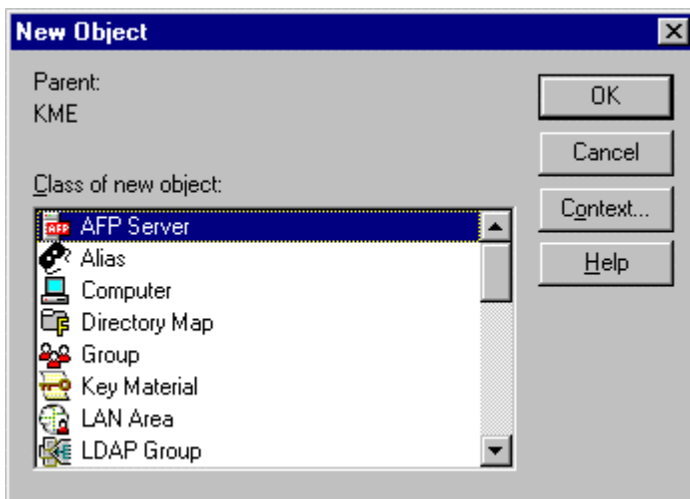 New Object
Parent:
KME
OK
Cancel
Class of new object:
Context...
Help
AFP Server
Alias
Computer
Directory Map
Group
Key Material
LAN Area
LDAP Group